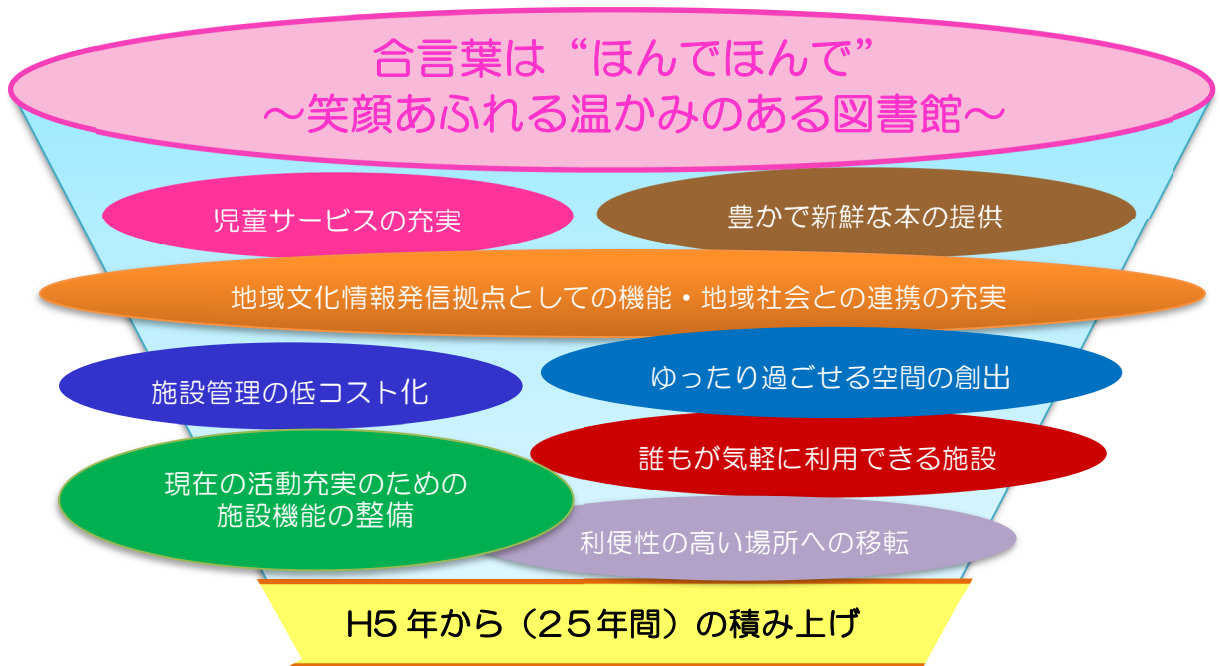 合言葉は“ほんでほんで”
～笑顔あふれる温かみのある図書館～
児童サービスの充実
豊かで新鮮な本の提供
地域文化情報発信拠点としての機能・地域社会との連携の充実
施設管理の低コスト化
ゆったり過ごせる空間の創出
誰もが気軽に利用できる施設
現在の活動充実のための
施設機能の整備
利便性の高い場所への移転
H5年から（２５年間）の積み上げ